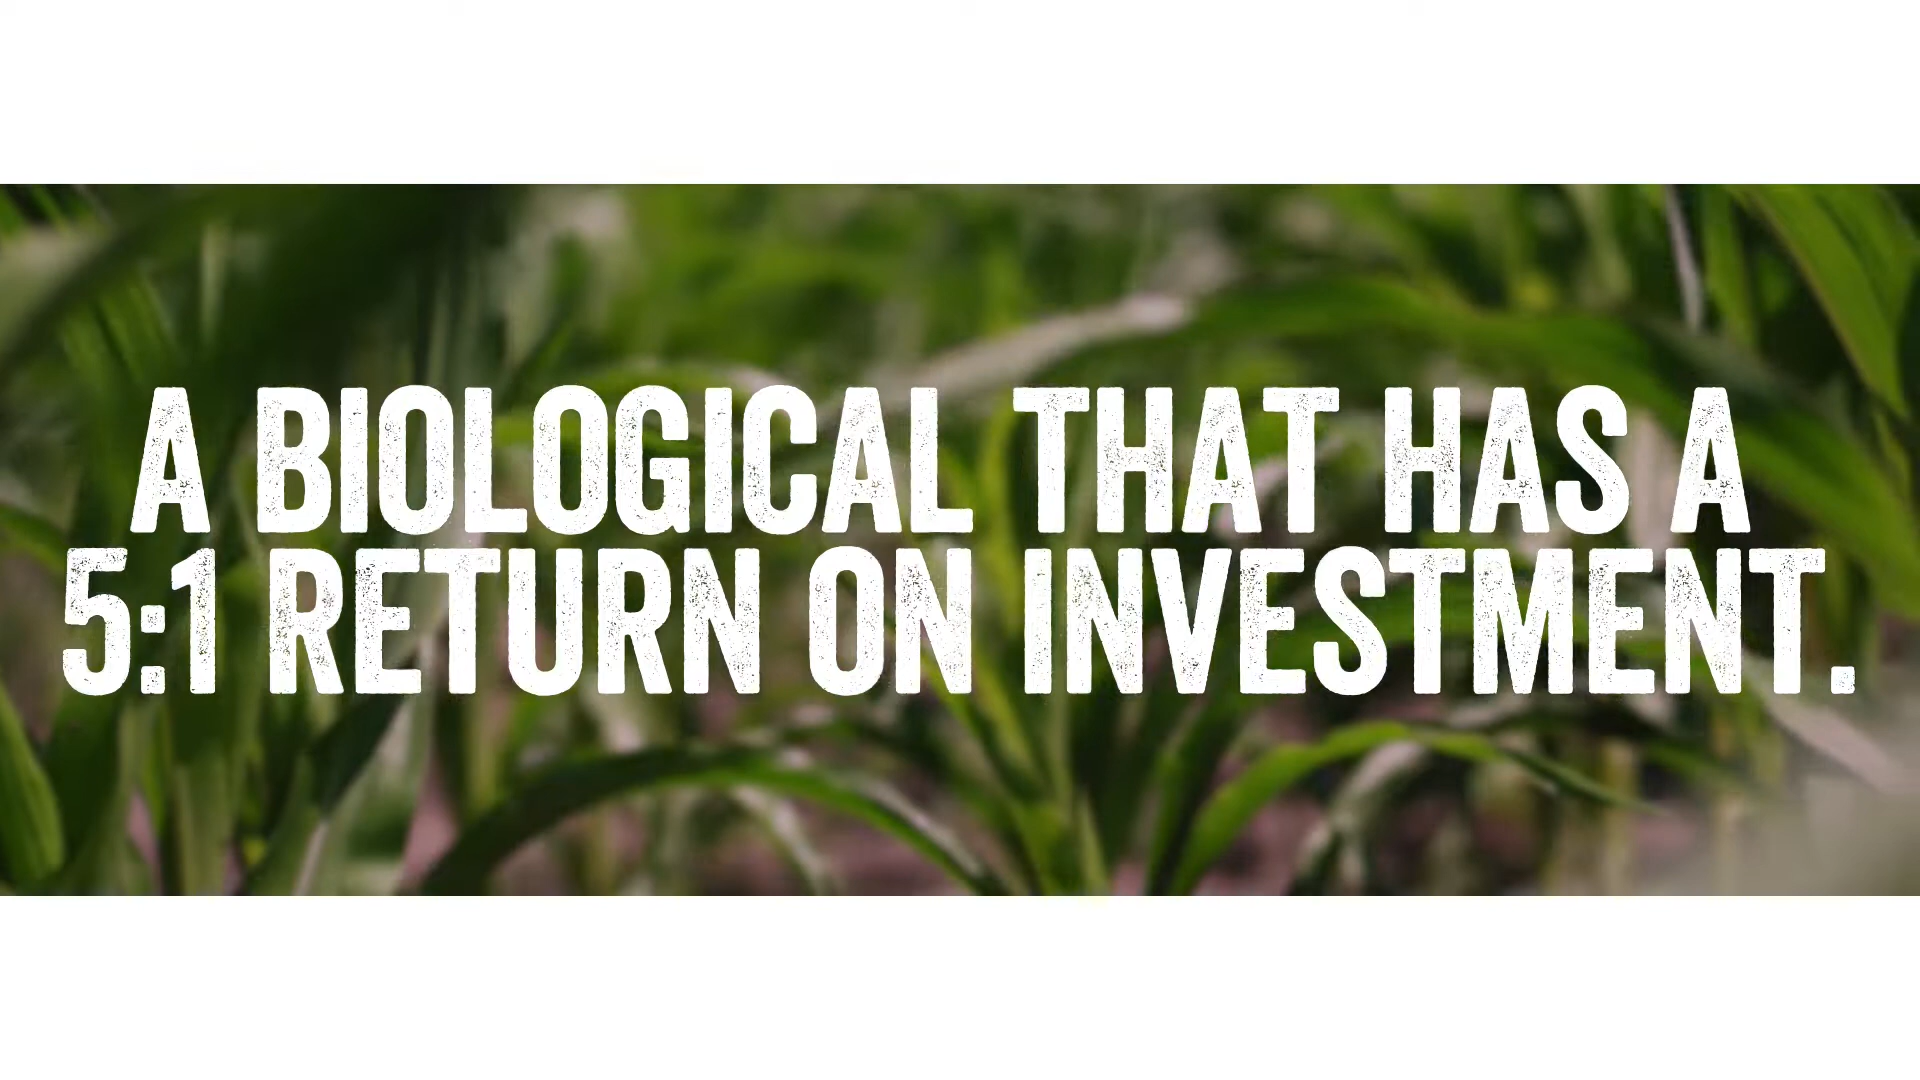 A BIOLOGICAL THAT HAS A
5:1 RETURN ON INVESTMENT.